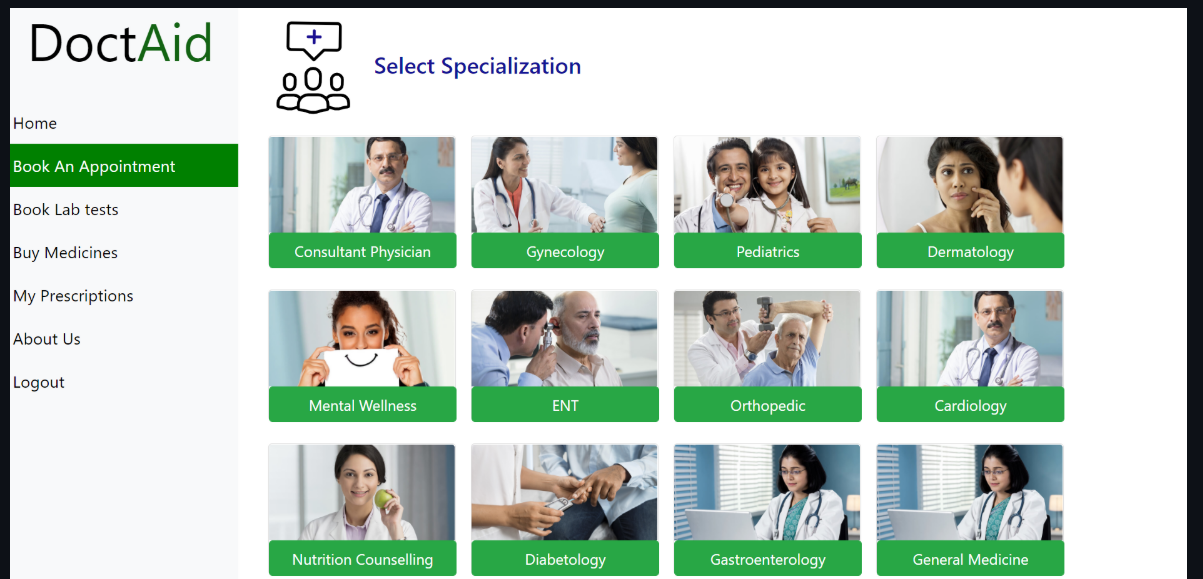 DoctAid
Home
Book An Appointment
Book Lab tests
Buy Medicines
My Prescriptions
About Us
Logout
Select Specialization
Consultant Physician
Gynecology
Pediatrics
Dermatology
Mental Wellness
ENT
Orthopedic
Cardiology
Nutrition Counselling
Diabetology
Gastroenterology
General Medicine